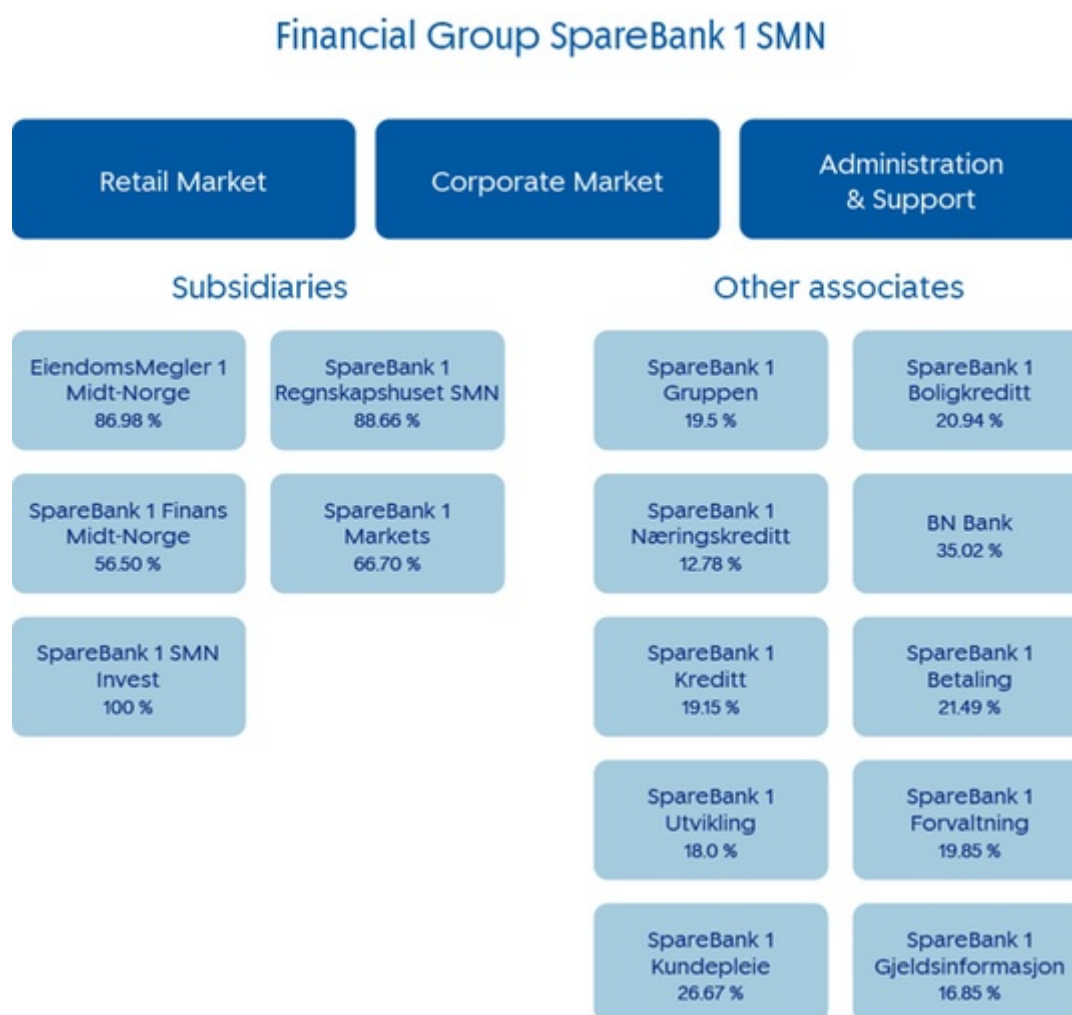 Financial Group SpareBank 1 SMN
Retail Market
Corporate Market
Administration
& Support
Subsidiaries
EiendomsMegler 1
Midt-Norge
86.98 %
SpareBank 1
Regnskapshuset SMN
88.66 %
SpareBank 1 Finans
Midt-Norge
56.50 %
SpareBank 1
Markets
66.70 %
SpareBank 1 SMN
Invest
100 %
Other associates
SpareBank 1
Gruppen
19.5 %
SpareBank 1
Boligkreditt
20.94 %
SpareBank 1
Næringskreditt
12.78 %
BN Bank
35.02 %
SpareBank 1
Kreditt
19.15 %
SpareBank 1
Betaling
21.49 %
SpareBank 1
Utvikling
18.0 %
SpareBank 1
Forvaltning
19.85 %
SpareBank 1
Kundepleie
26.67 %
SpareBank 1
Gjeldsinformasjon
16.85 %